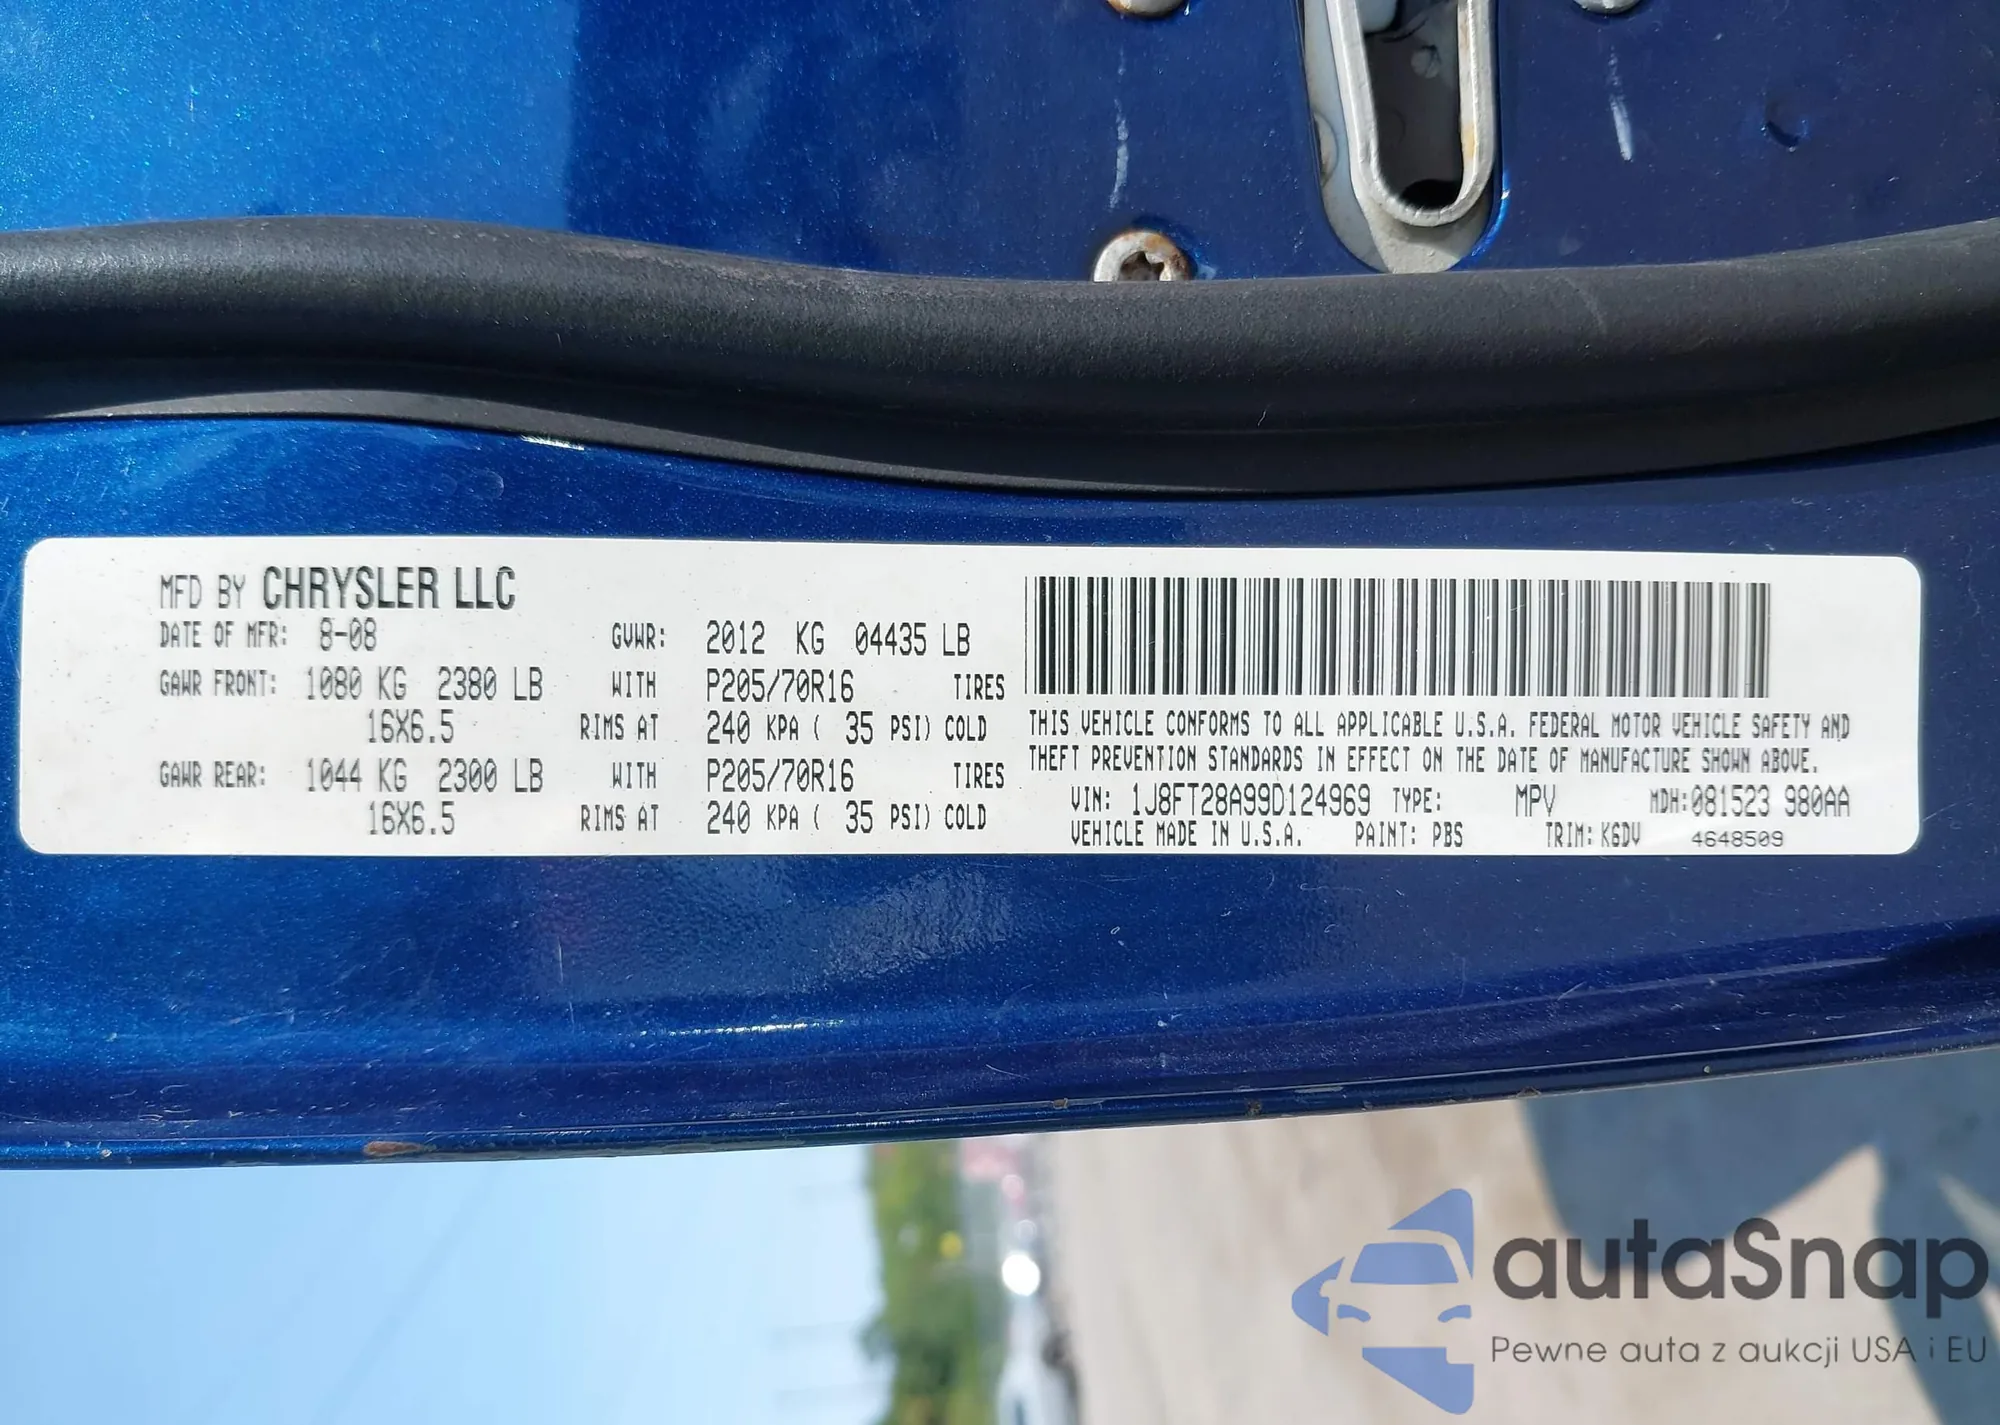 MFD BY CHRYSLER LLC
DATE OF MFR: 8-08 GVWR: 2012 KG 04435 LB
GAWR FRONT: 1080 KG 2380 LB WITH P205/70R16 TIRES
16X6.5 RIMS AT 240 KPA ( 35 PSI) COLD
GAWR REAR: 1044 KG 2300 LB WITH P205/70R16 TIRES
16X6.5 RIMS AT 240 KPA ( 35 PSI) COLD
THIS VEHICLE CONFORMS TO ALL APPLICABLE U.S.A. FEDERAL MOTOR VEHICLE SAFETY AND
THEFT PREVENTION STANDARDS IN EFFECT ON THE DATE OF MANUFACTURE SHOWN ABOVE.
VIN: 1J8FT28A99D124969 TYPE: MPV MDH:081523 980AA
VEHICLE MADE IN U.S.A. PAINT: PBS TRIM: K6DV 4648509
autaSnap
Pewne auta z aukcji USA i EU